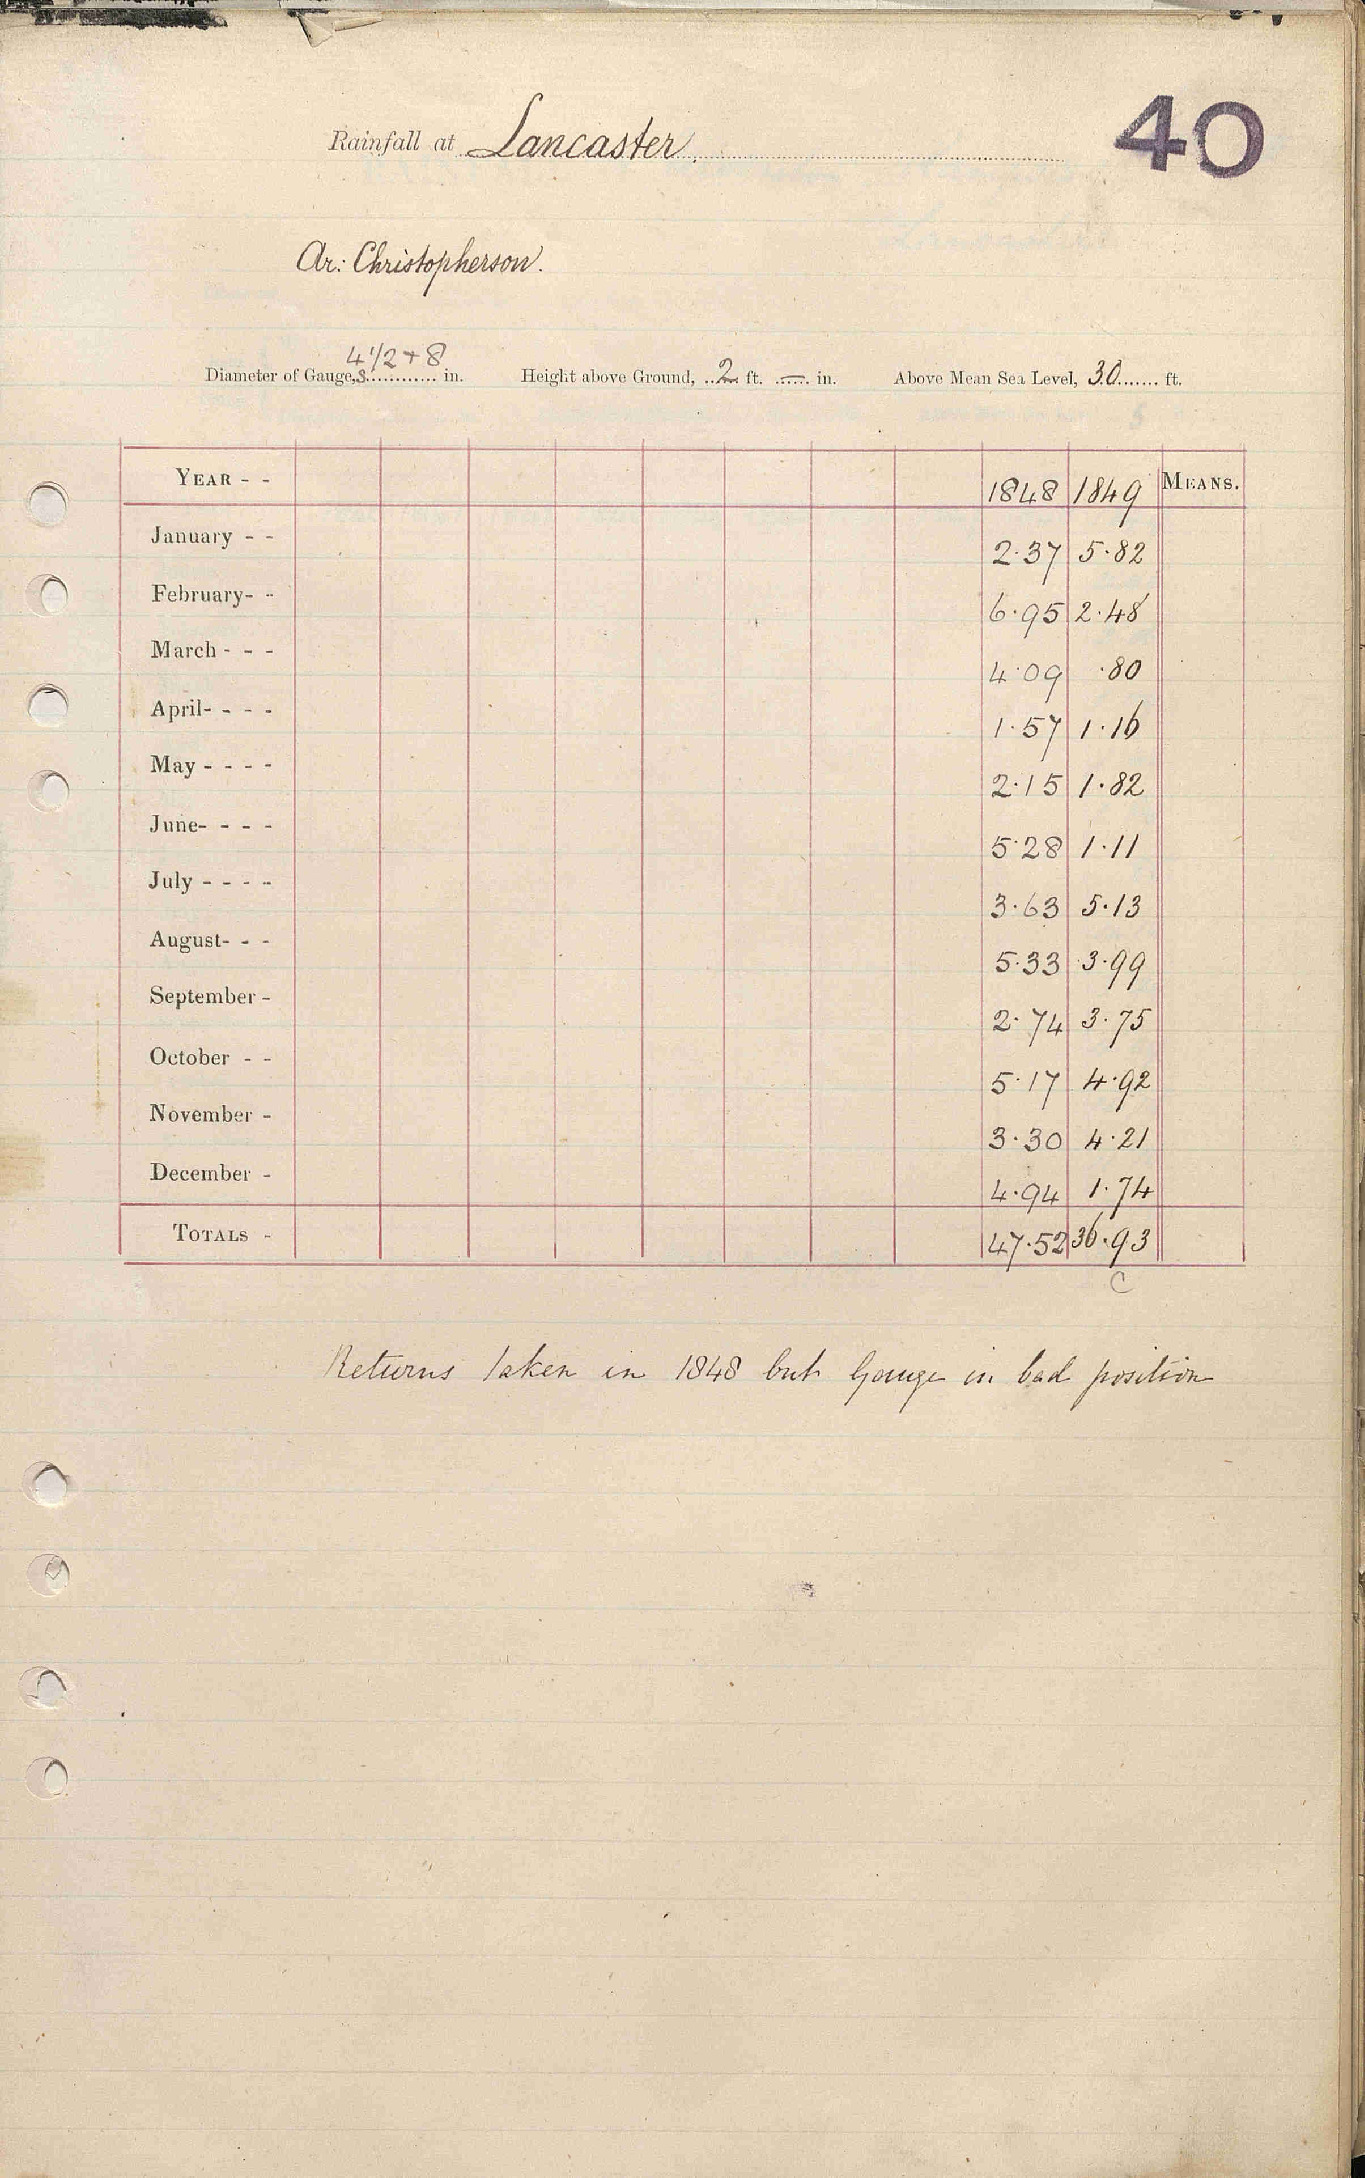 Rainfall at Lancaster. 40
Ar: Christopherson.
4 1/2 + 8
Diameter of Gauge, s............ in. Height above Ground, ..2.. ft. ..—.. in. Above Mean Sea Level, 30....... ft.
YEAR - - 1848 1849 MEANS.
January - - 2.37 5.82
February- - 6.95 2.48
March - - - 4.09 .80
April- - - - 1.57 1.16
May - - - - 2.15 1.82
June- - - - 5.28 1.11
July - - - - 3.63 5.13
August- - - 5.33 3.99
September - 2.74 3.75
October - - 5.17 4.92
November - 3.30 4.21
December - 4.94 1.74
TOTALS - 47.52 36.93
C
Returns taken in 1848 but Gauge in bad position